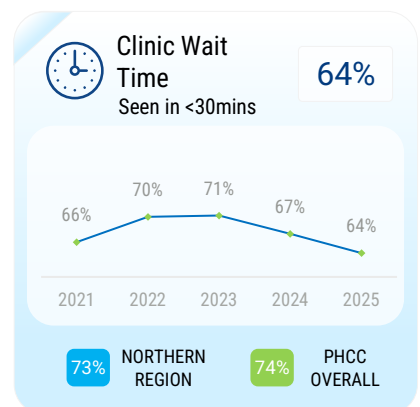 Clinic Wait
Time
64%
Seen in <30mins
66%
70%
71%
67%
64%
2021
2022
2023
2024
2025
73%
NORTHERN
REGION
74%
PHCC
OVERALL